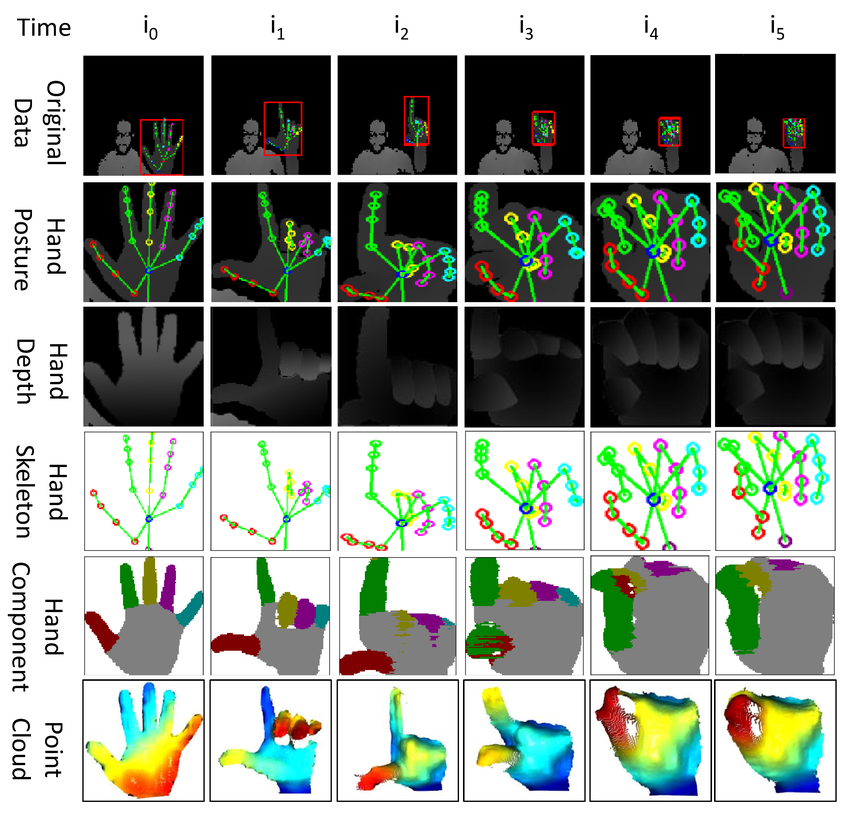 Time i0 i1 i2 i3 i4 i5
Original
Data
Hand
Posture
Hand
Depth
Hand
Skeleton
Hand
Component
Point
Cloud